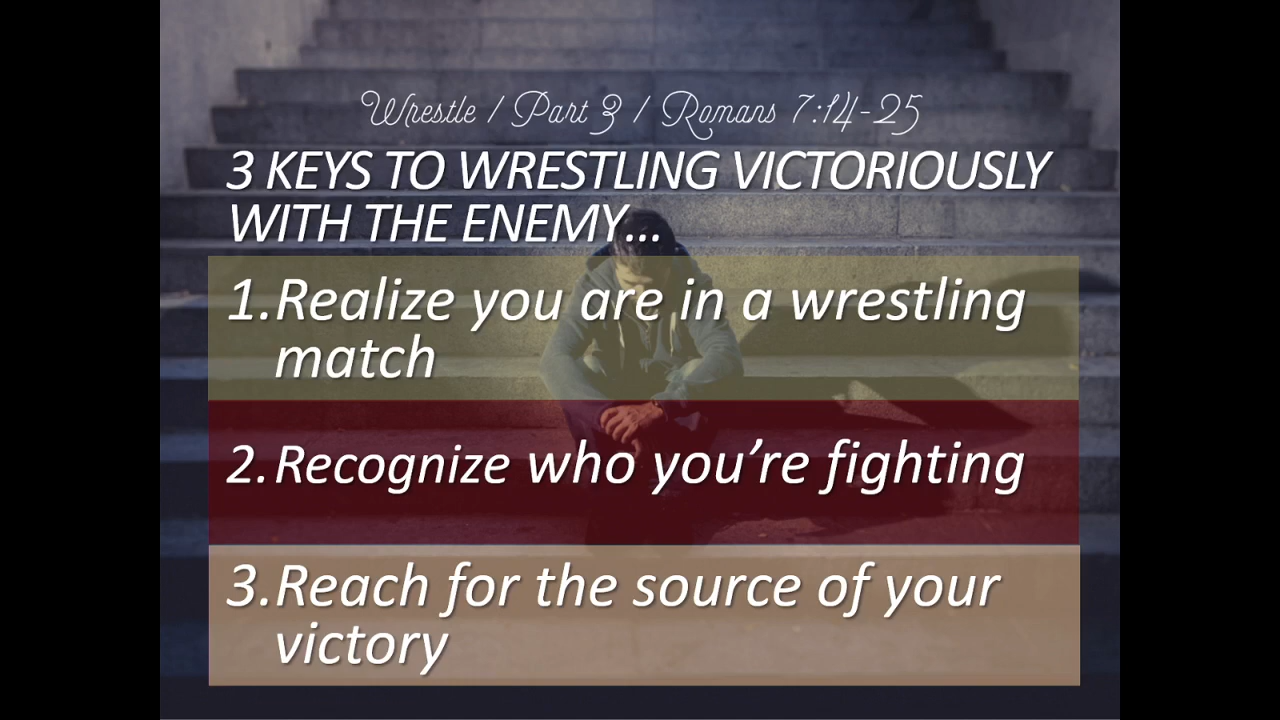 Wrestle / Part 3 / Romans 7:14-25
3 KEYS TO WRESTLING VICTORIOUSLY
WITH THE ENEMY...
1. Realize you are in a wrestling
match
2. Recognize who you’re fighting
3. Reach for the source of your
victory